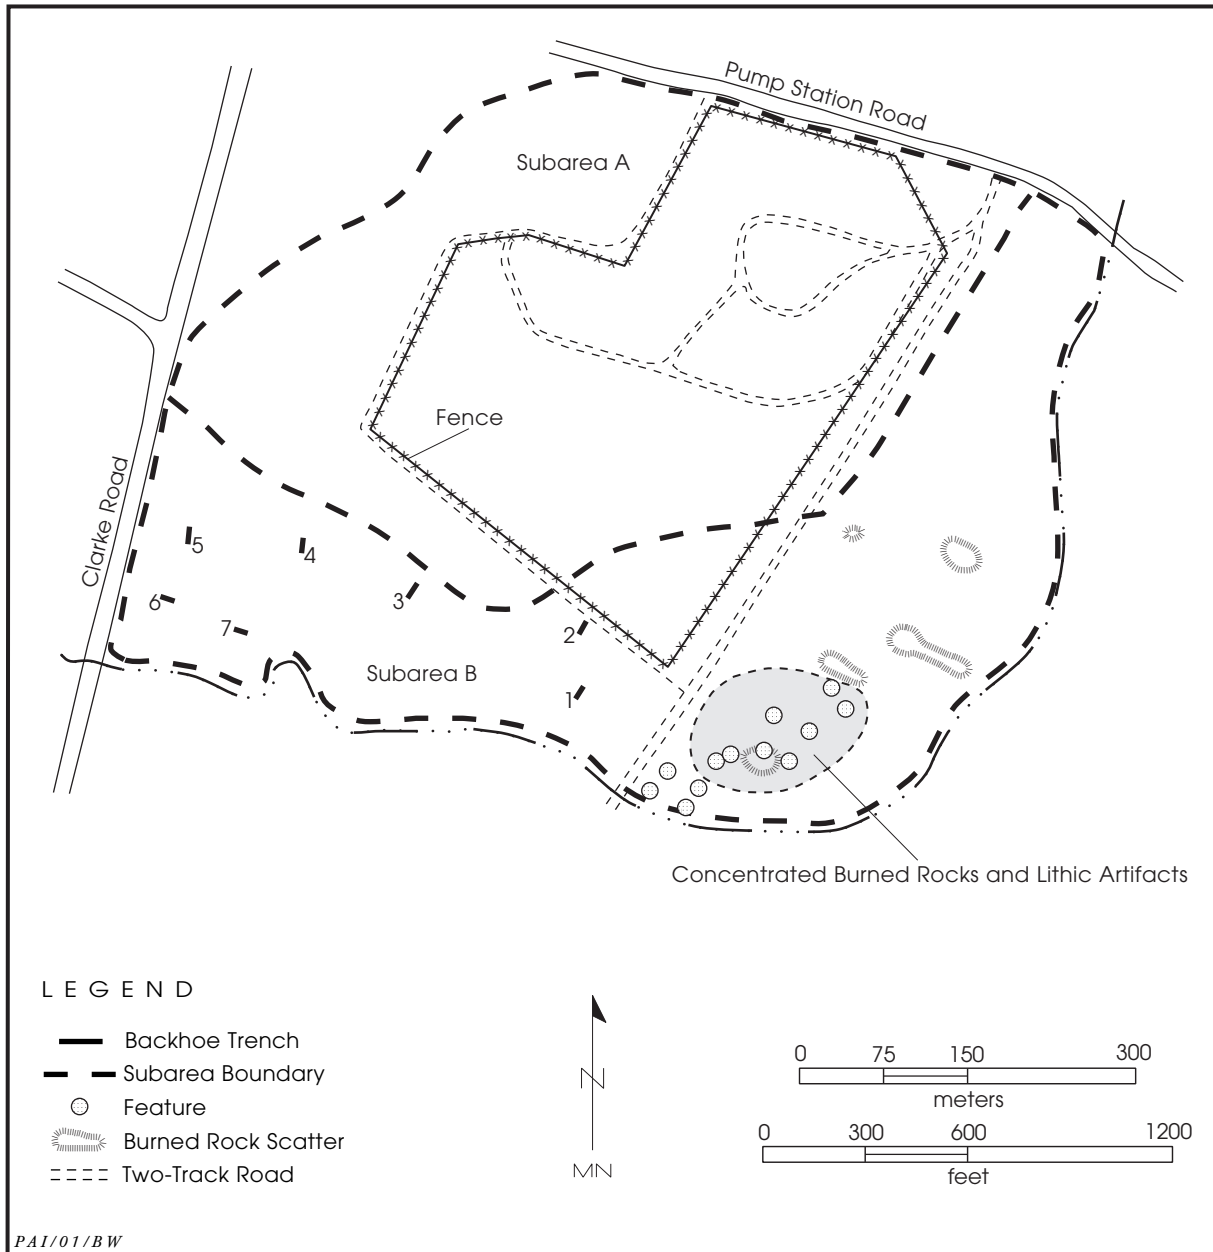 Pump Station Road
Subarea A
Fence
Clarke Road
5
4
6
3
7
2
Subarea B
1
Concentrated Burned Rocks and Lithic Artifacts
LEGEND
Backhoe Trench
Subarea Boundary
Feature
Burned Rock Scatter
Two-Track Road
N
MN
0 75 150 300
meters
0 300 600 1200
feet
PAI/01/BW